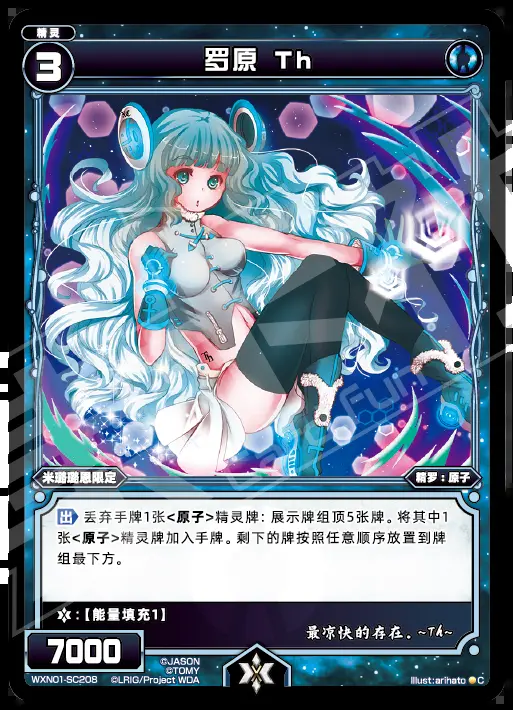 精灵
3
罗原 Th
米璐璐恩限定
精罗：原子
出 丢弃手牌1张<原子>精灵牌：展示牌组顶5张牌。将其中1
张<原子>精灵牌加入手牌。剩下的牌按照任意顺序放置到牌
组最下方。
：【能量填充1】
最凉快的存在。~Th~
7000
WXN01-SC208
©JASON
©TOMY
©LRIG/Project WDA
Illust:arihato
C
Th